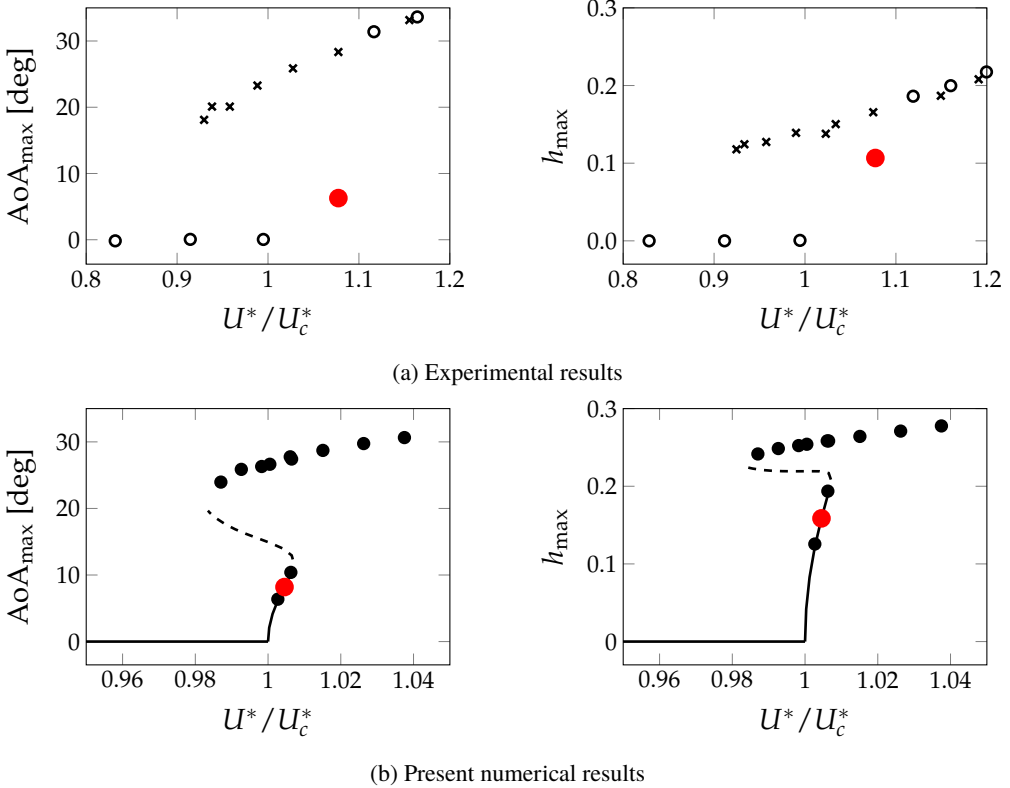 AoA_max [deg]
30
20
10
0
0.8 0.9 1 1.1 1.2
U*/U_c*
h_max
0.3
0.2
0.1
0.0
0.8 0.9 1 1.1 1.2
U*/U_c*
(a) Experimental results
AoA_max [deg]
30
20
10
0
0.96 0.98 1 1.02 1.04
U*/U_c*
h_max
0.3
0.2
0.1
0
0.96 0.98 1 1.02 1.04
U*/U_c*
(b) Present numerical results